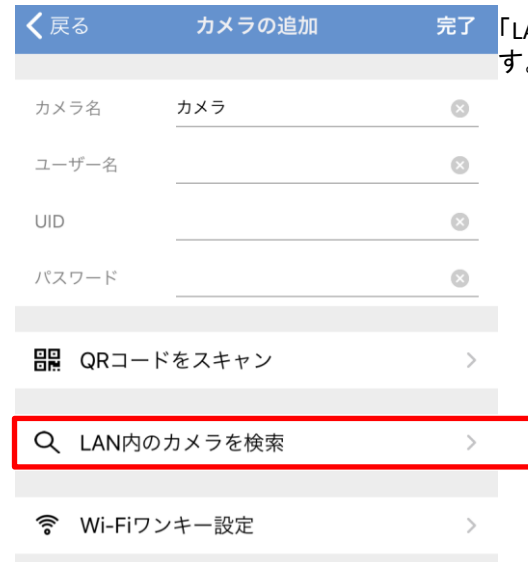 戻る カメラの追加 完了
カメラ名 カメラ
ユーザー名
UID
パスワード
QRコードをスキャン
LAN内のカメラを検索
Wi-Fiワンキー設定
「LA
す。